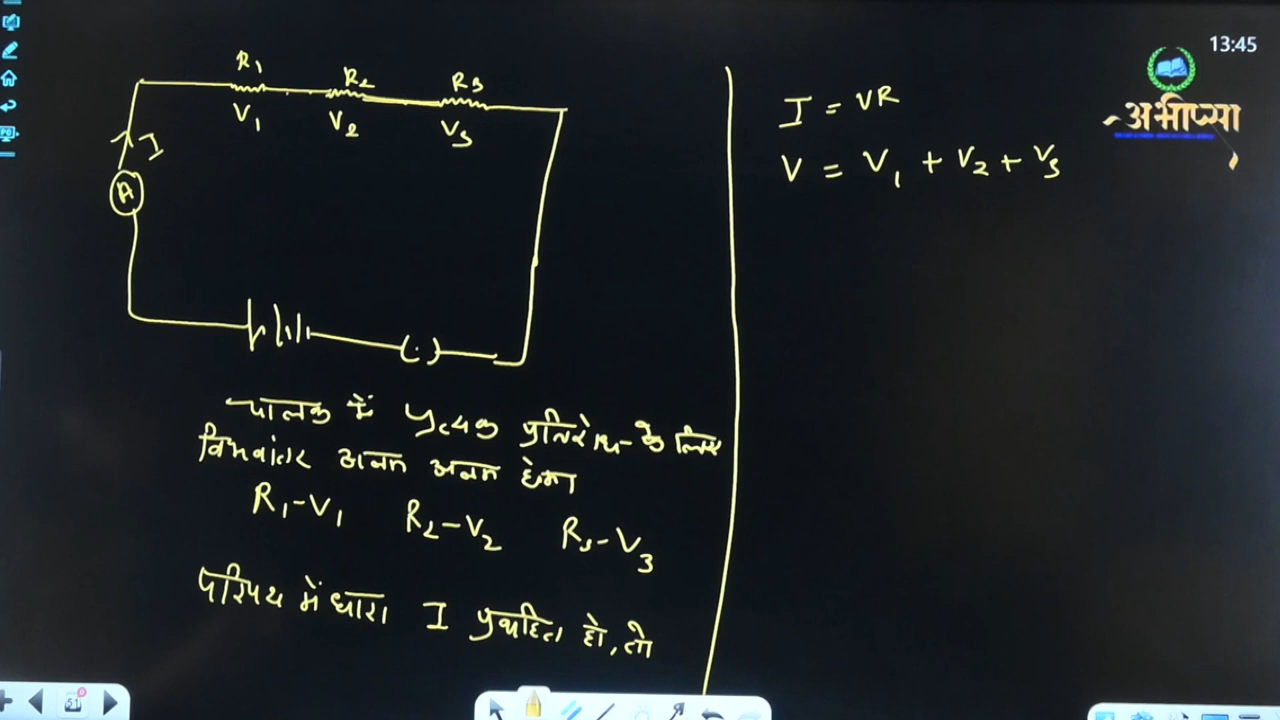 13:45
अभीप्सा
R1 R2 R3
V1 V2 V3
I
A
चालक के प्रत्येक प्रतिरोध के लिए
विभवांतर अलग अलग होगा
R1-V1 R2-V2 R3-V3
परिपथ में धारा I प्रवाहित हो, तो
I = VR
V = V1 + V2 + V3
51